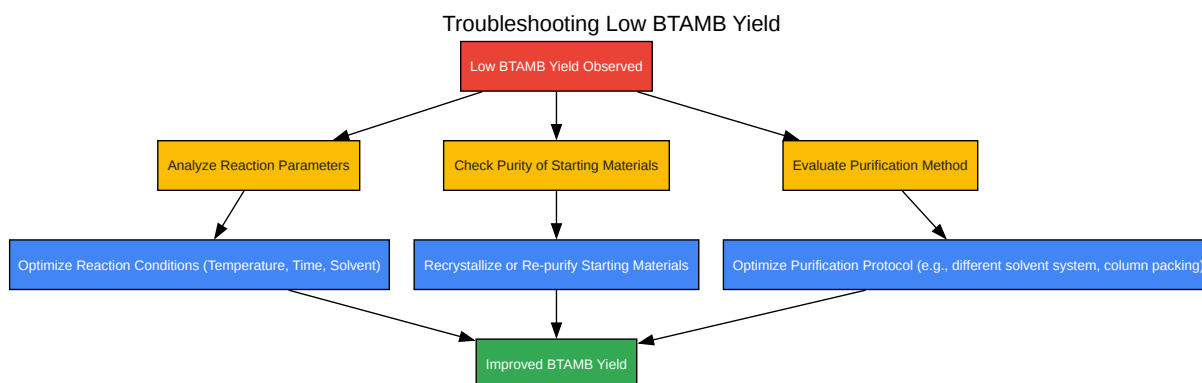 Troubleshooting Low BTAMB Yield
Low BTAMB Yield Observed
Analyze Reaction Parameters
Check Purity of Starting Materials
Evaluate Purification Method
Optimize Reaction Conditions (Temperature, Time, Solvent)
Recrystallize or Re-purify Starting Materials
Optimize Purification Protocol (e.g., different solvent system, column packing)
Improved BTAMB Yield